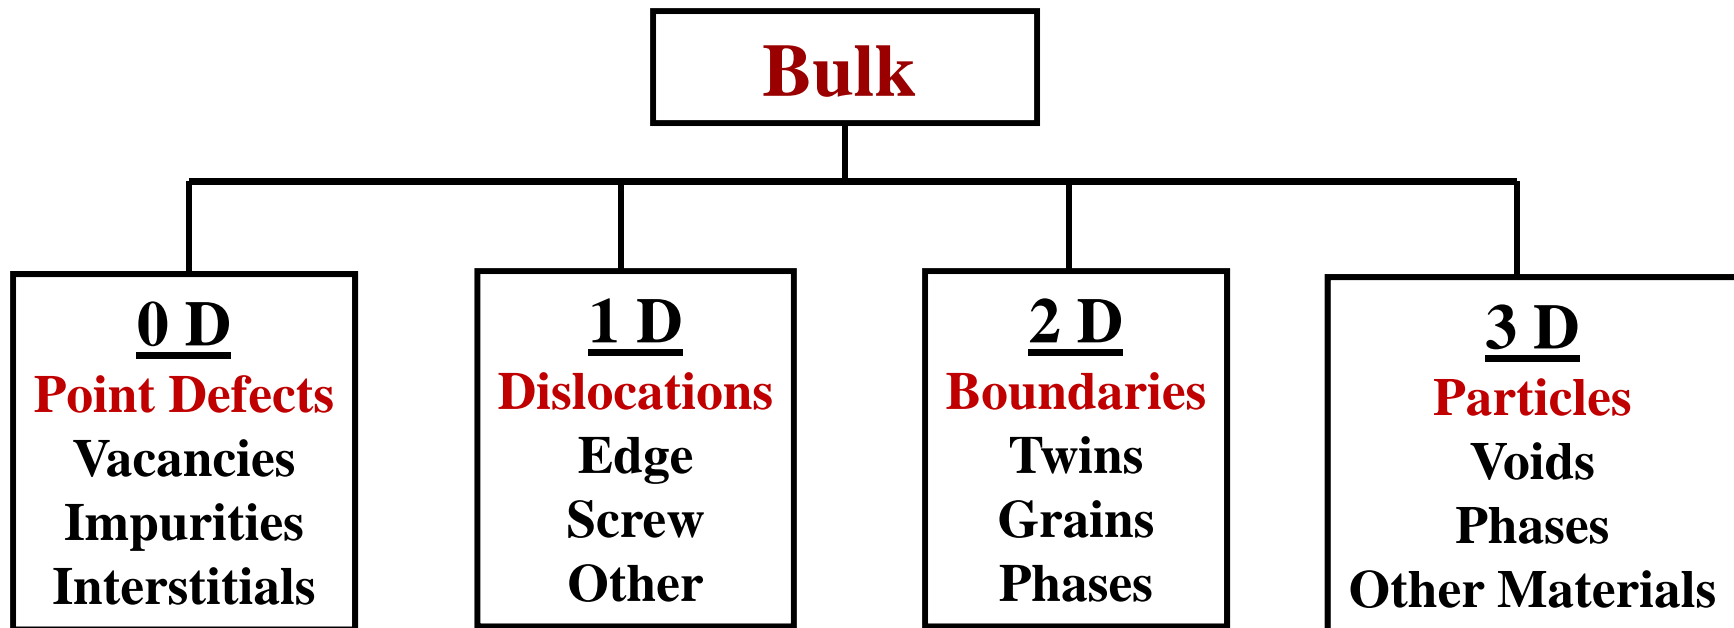 Bulk
0 D
Point Defects
Vacancies
Impurities
Interstitials
1 D
Dislocations
Edge
Screw
Other
2 D
Boundaries
Twins
Grains
Phases
3 D
Particles
Voids
Phases
Other Materials